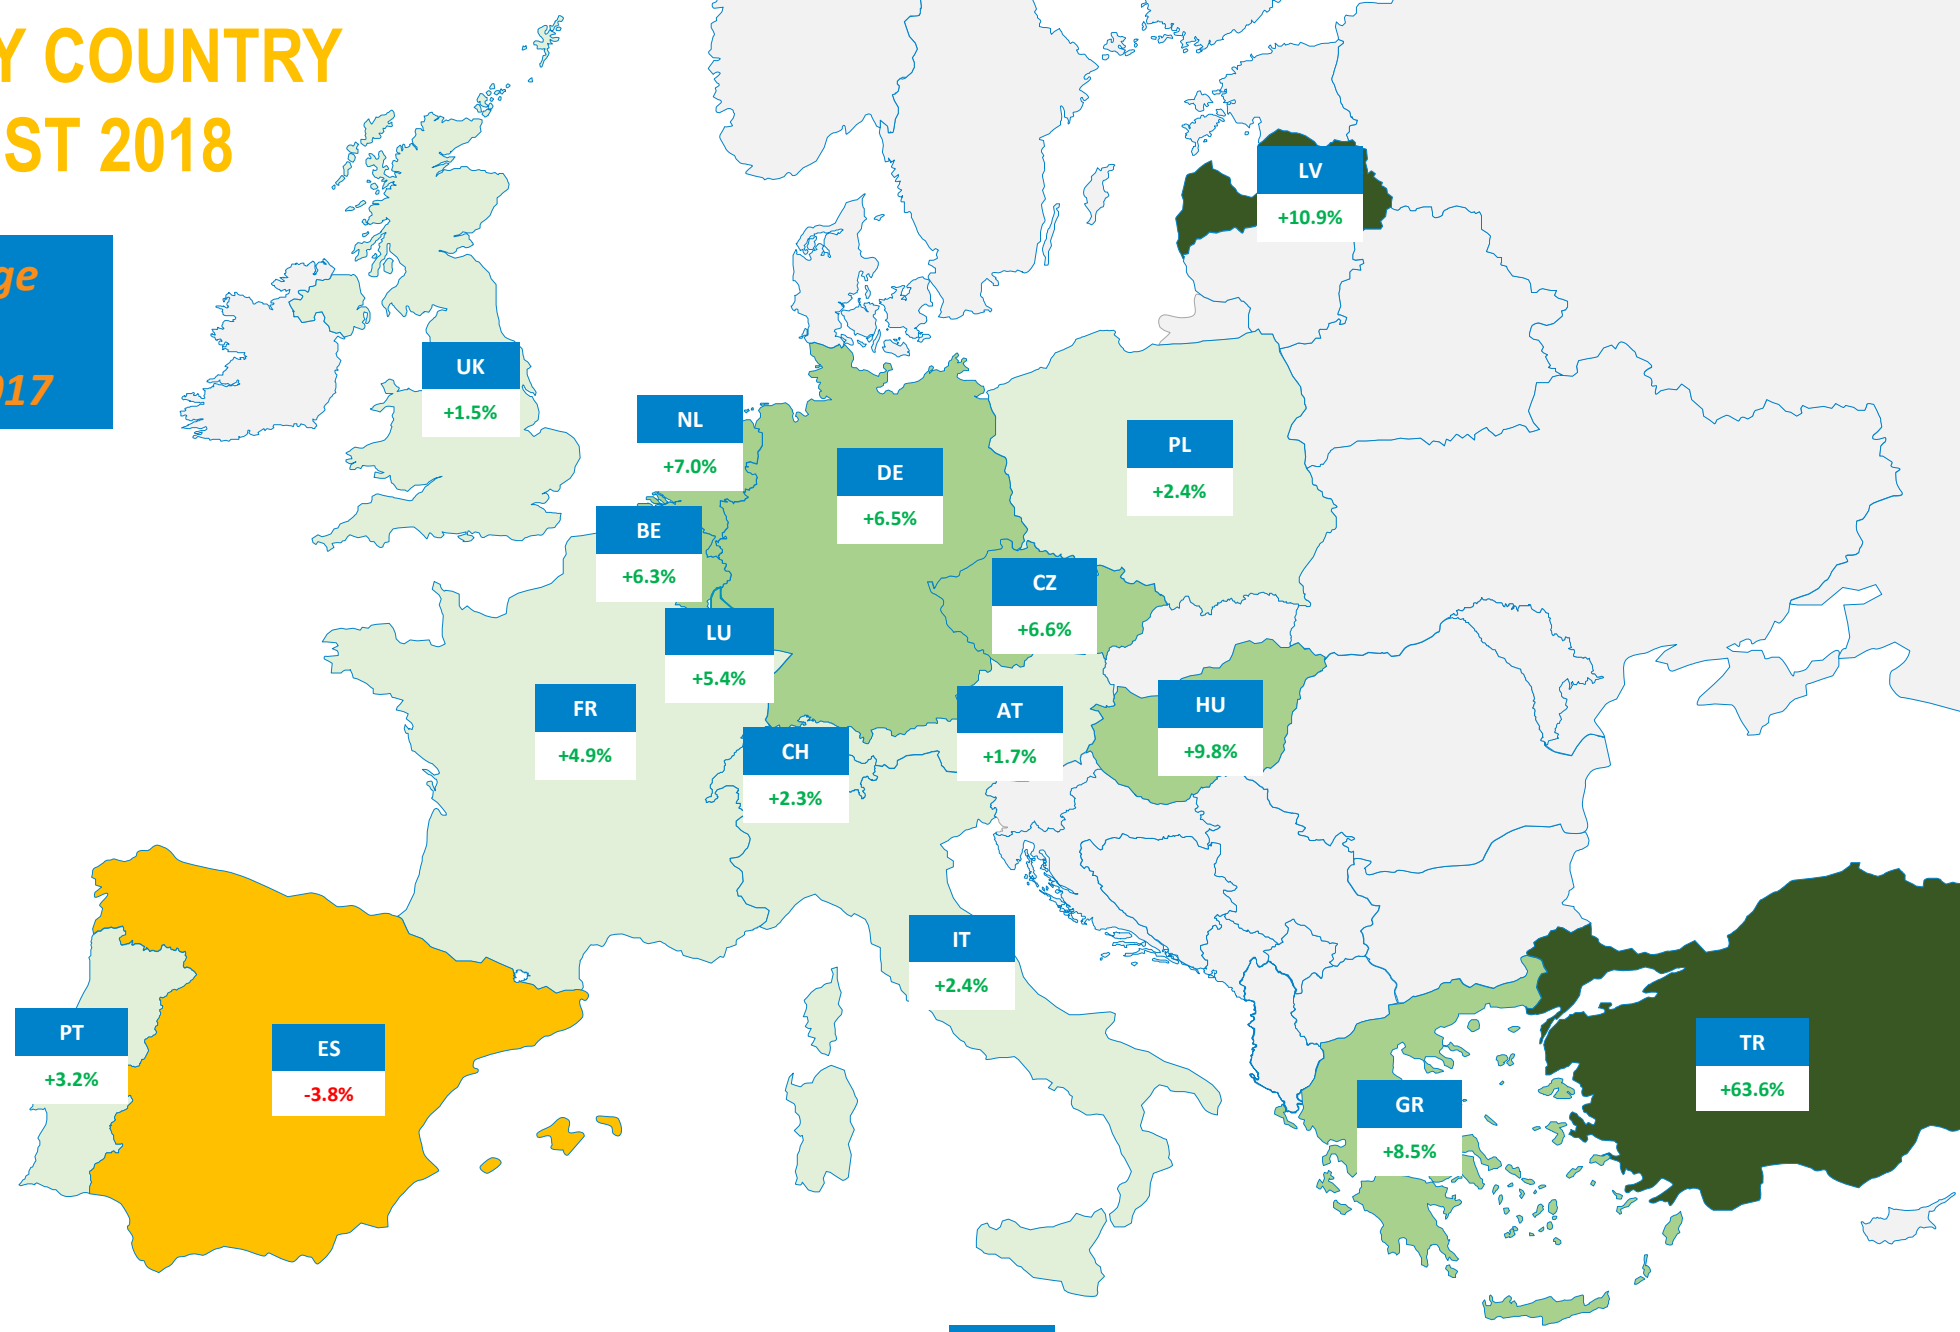 Y COUNTRY
ST 2018
ge
017
LV
+10.9%
UK
+1.5%
NL
+7.0%
PL
+2.4%
DE
+6.5%
BE
+6.3%
CZ
+6.6%
LU
+5.4%
HU
+9.8%
FR
+4.9%
AT
+1.7%
CH
+2.3%
IT
+2.4%
PT
+3.2%
ES
-3.8%
TR
+63.6%
GR
+8.5%